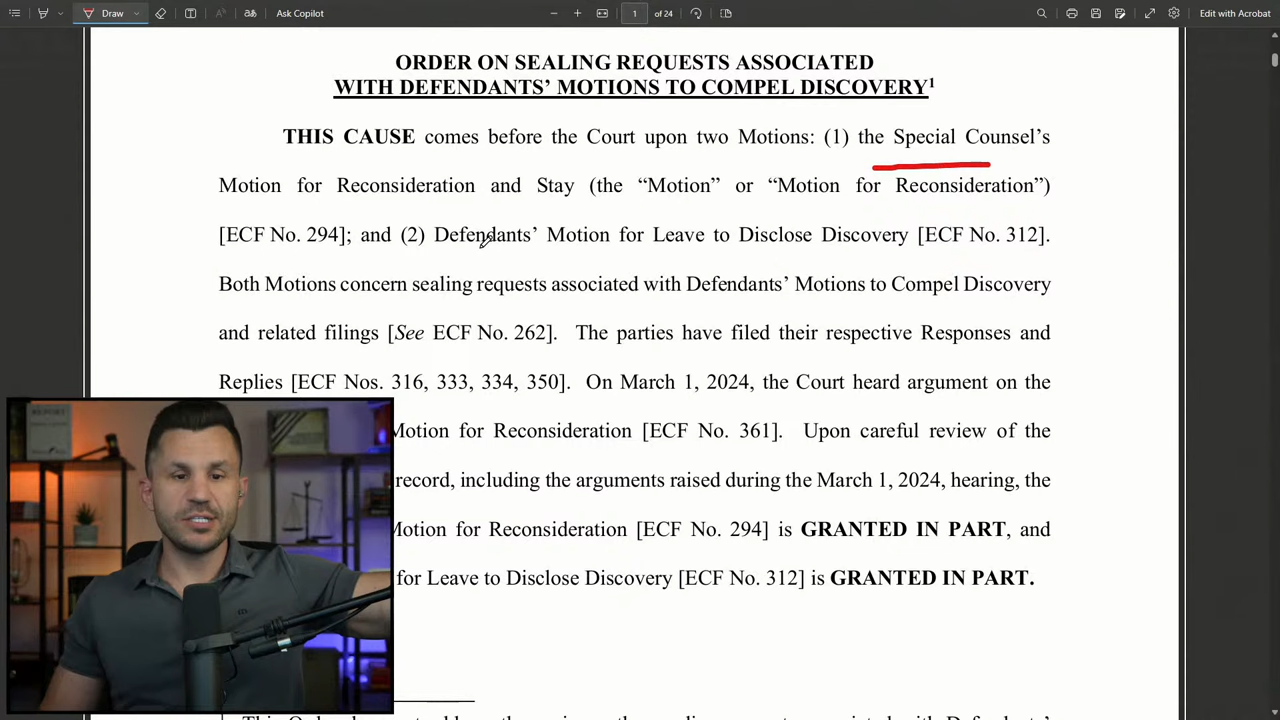 Draw
Ask Copilot
1 of 24
Edit with Acrobat
ORDER ON SEALING REQUESTS ASSOCIATED
WITH DEFENDANTS’ MOTIONS TO COMPEL DISCOVERY1
THIS CAUSE comes before the Court upon two Motions: (1) the Special Counsel’s
Motion for Reconsideration and Stay (the “Motion” or “Motion for Reconsideration”)
[ECF No. 294]; and (2) Defendants’ Motion for Leave to Disclose Discovery [ECF No. 312].
Both Motions concern sealing requests associated with Defendants’ Motions to Compel Discovery
and related filings [See ECF No. 262]. The parties have filed their respective Responses and
Replies [ECF Nos. 316, 333, 334, 350]. On March 1, 2024, the Court heard argument on the
Motion for Reconsideration [ECF No. 361]. Upon careful review of the
record, including the arguments raised during the March 1, 2024, hearing, the
Motion for Reconsideration [ECF No. 294] is GRANTED IN PART, and
for Leave to Disclose Discovery [ECF No. 312] is GRANTED IN PART.